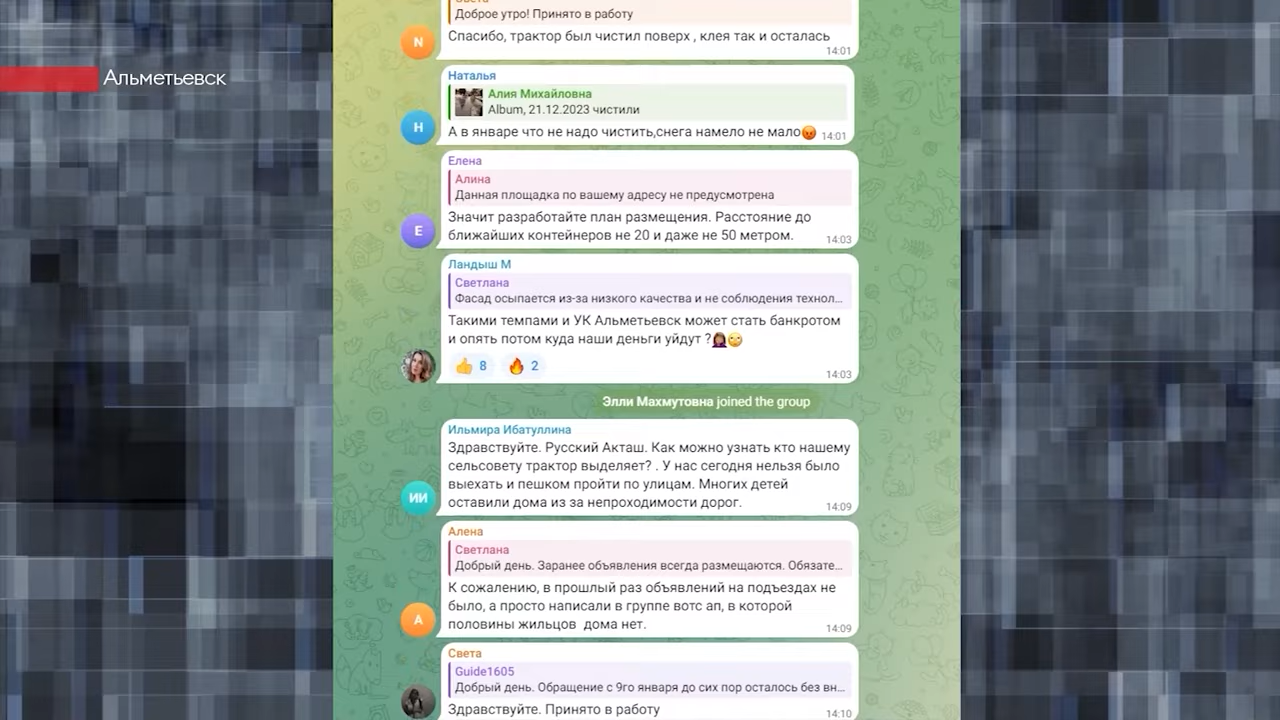 Света
Доброе утро! Принято в работу
N
Спасибо, трактор был чистил поверх , клея так и осталась
14:01
Альметьевск
Наталья
Алия Михайловна
Album, 21.12.2023 чистили
Н
А в январе что не надо чистить,снега намело не мало😡
14:01
Елена
Алина
Данная площадка по вашему адресу не предусмотрена
Значит разработайте план размещения. Расстояние до
Е
ближайших контейнеров не 20 и даже не 50 метром.
14:03
Ландыш М
Светлана
Фасад осыпается из-за низкого качества и не соблюдения технол...
Такими темпами и УК Альметьевск может стать банкротом
и опять потом куда наши деньги уйдут ?🤦🏽‍♀️🙄
👍 8 🔥 2
14:03
Элли Махмутовна joined the group
Ильмира Ибатуллина
Здравствуйте. Русский Акташ. Как можно узнать кто нашему
сельсовету трактор выделяет? . У нас сегодня нельзя было
выехать и пешком пройти по улицам. Многих детей
ИИ
оставили дома из за непроходимости дорог.
14:09
Алена
Светлана
Добрый день. Заранее объявления всегда размещаются. Обязате...
К сожалению, в прошлый раз объявлений на подъездах не
было, а просто написали в группе вотс ап, в которой
А
половины жильцов дома нет.
14:09
Света
Guide1605
Добрый день. Обращение с 9го января до сих пор осталось без вн...
Здравствуйте. Принято в работу
14:10